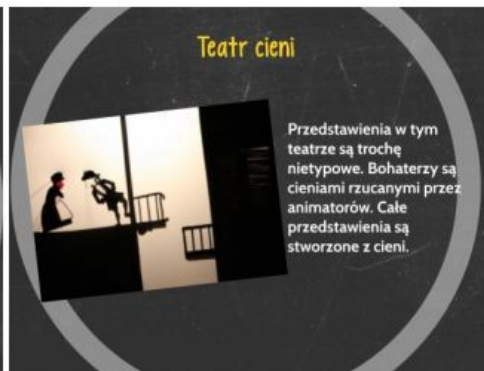 Teatr cieni
Przedstawienia w tym
teatrze są trochę
nietypowe. Bohaterzy są
cieniami rzucanymi przez
animatorów. Całe
przedstawienia są
stworzone z cieni.